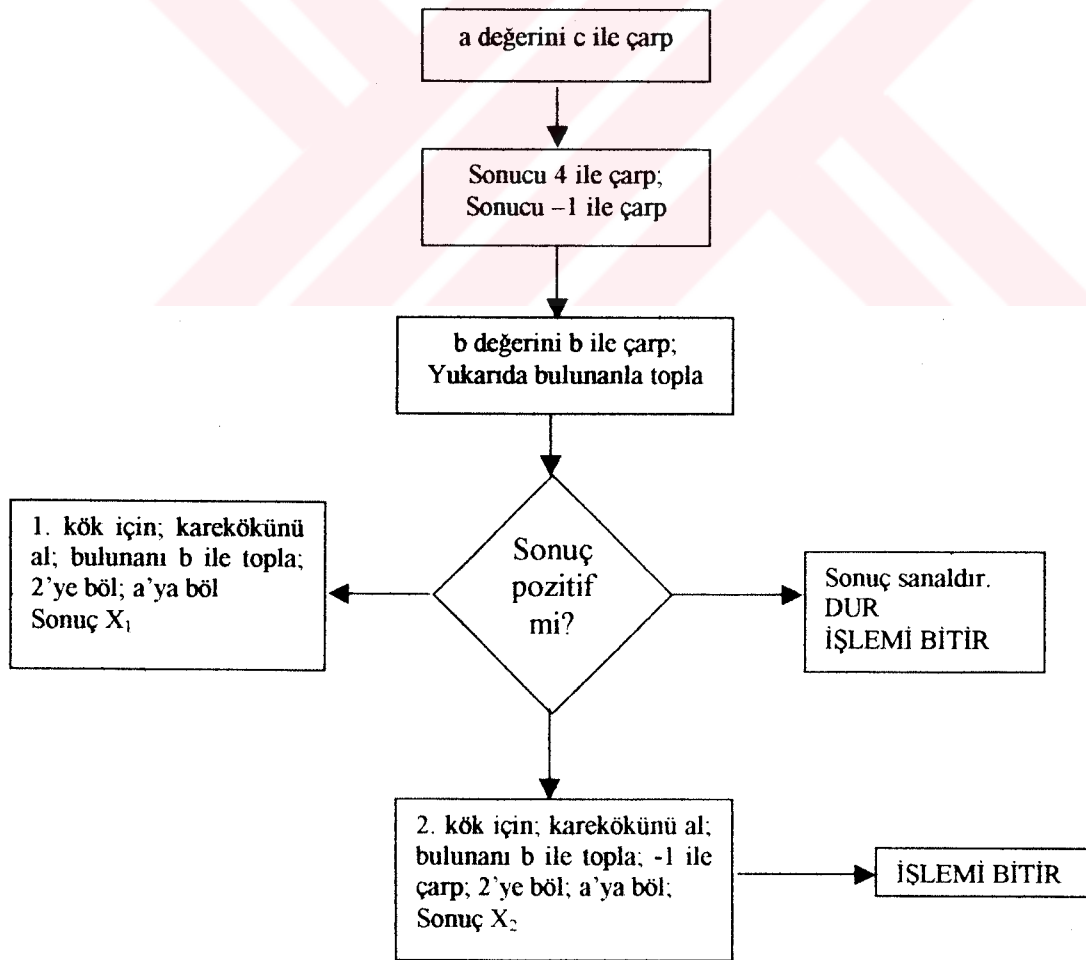 a değerini c ile çarp
Sonucu 4 ile çarp;
Sonucu –1 ile çarp
b değerini b ile çarp;
Yukarıda bulunanla topla
Sonuç
pozitif
mi?
1. kök için; karekökünü
al; bulunanı b ile topla;
2'ye böl; a'ya böl
Sonuç X₁
Sonuç sanaldır.
DUR
İŞLEMİ BİTİR
2. kök için; karekökünü al;
bulunanı b ile topla; -1 ile
çarp; 2'ye böl; a'ya böl;
Sonuç X₂
İŞLEMİ BİTİR